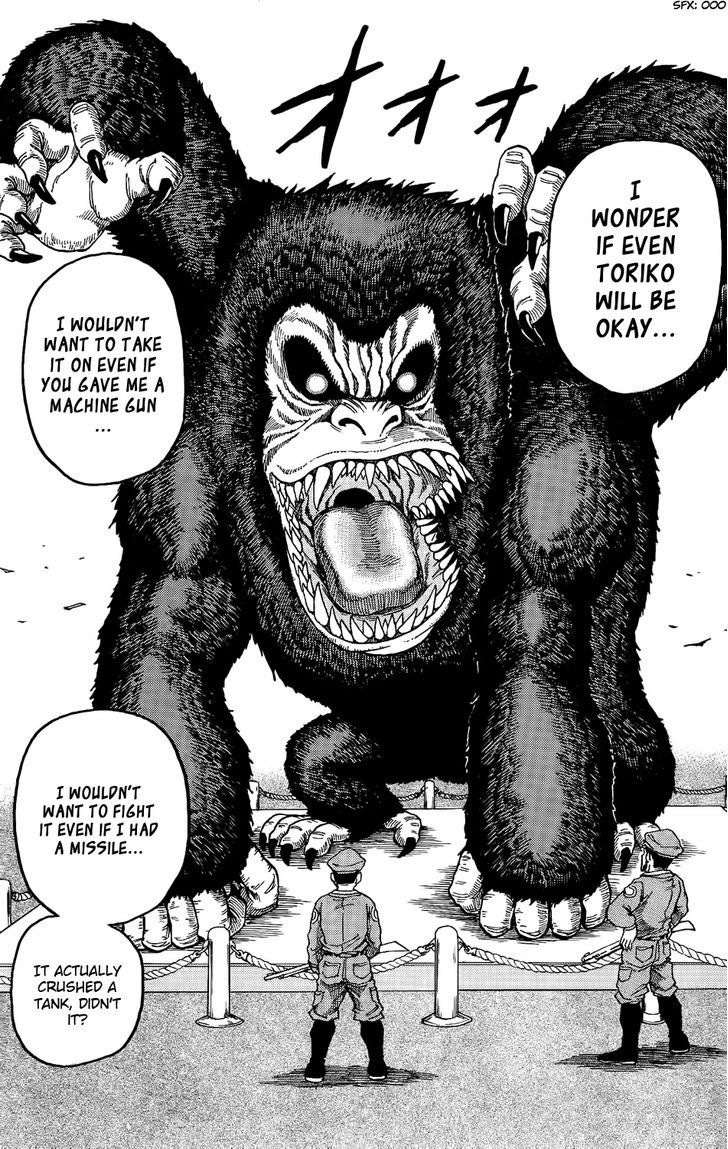 SFX: OOO
オオオ
I
WONDER
IF EVEN
TORIKO
WILL BE
OKAY...
I WOULDN'T
WANT TO TAKE
IT ON EVEN IF
YOU GAVE ME A
MACHINE GUN
...
I WOULDN'T
WANT TO FIGHT
IT EVEN IF I HAD
A MISSILE...
IT ACTUALLY
CRUSHED A
TANK, DIDN'T
IT?